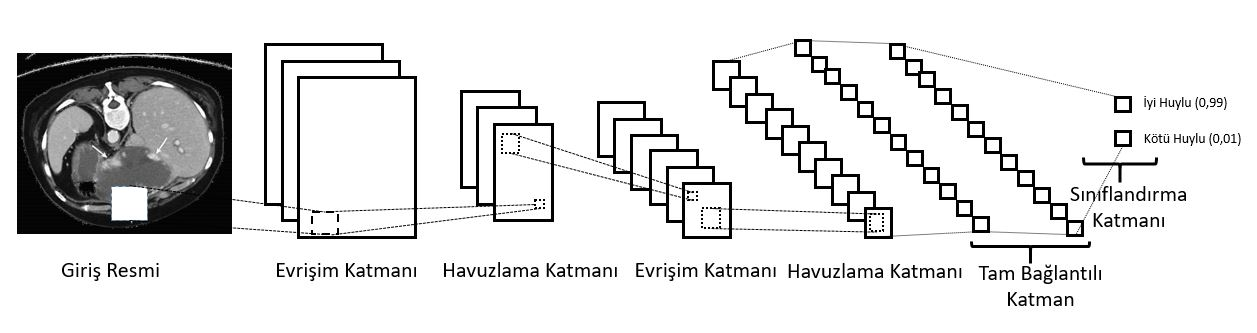 İyi Huylu (0,99)
Kötü Huylu (0,01)
Sınıflandırma
Katmanı
Giriş Resmi
Evrişim Katmanı
Havuzlama Katmanı
Evrişim Katmanı
Havuzlama Katmanı
Tam Bağlantılı
Katman